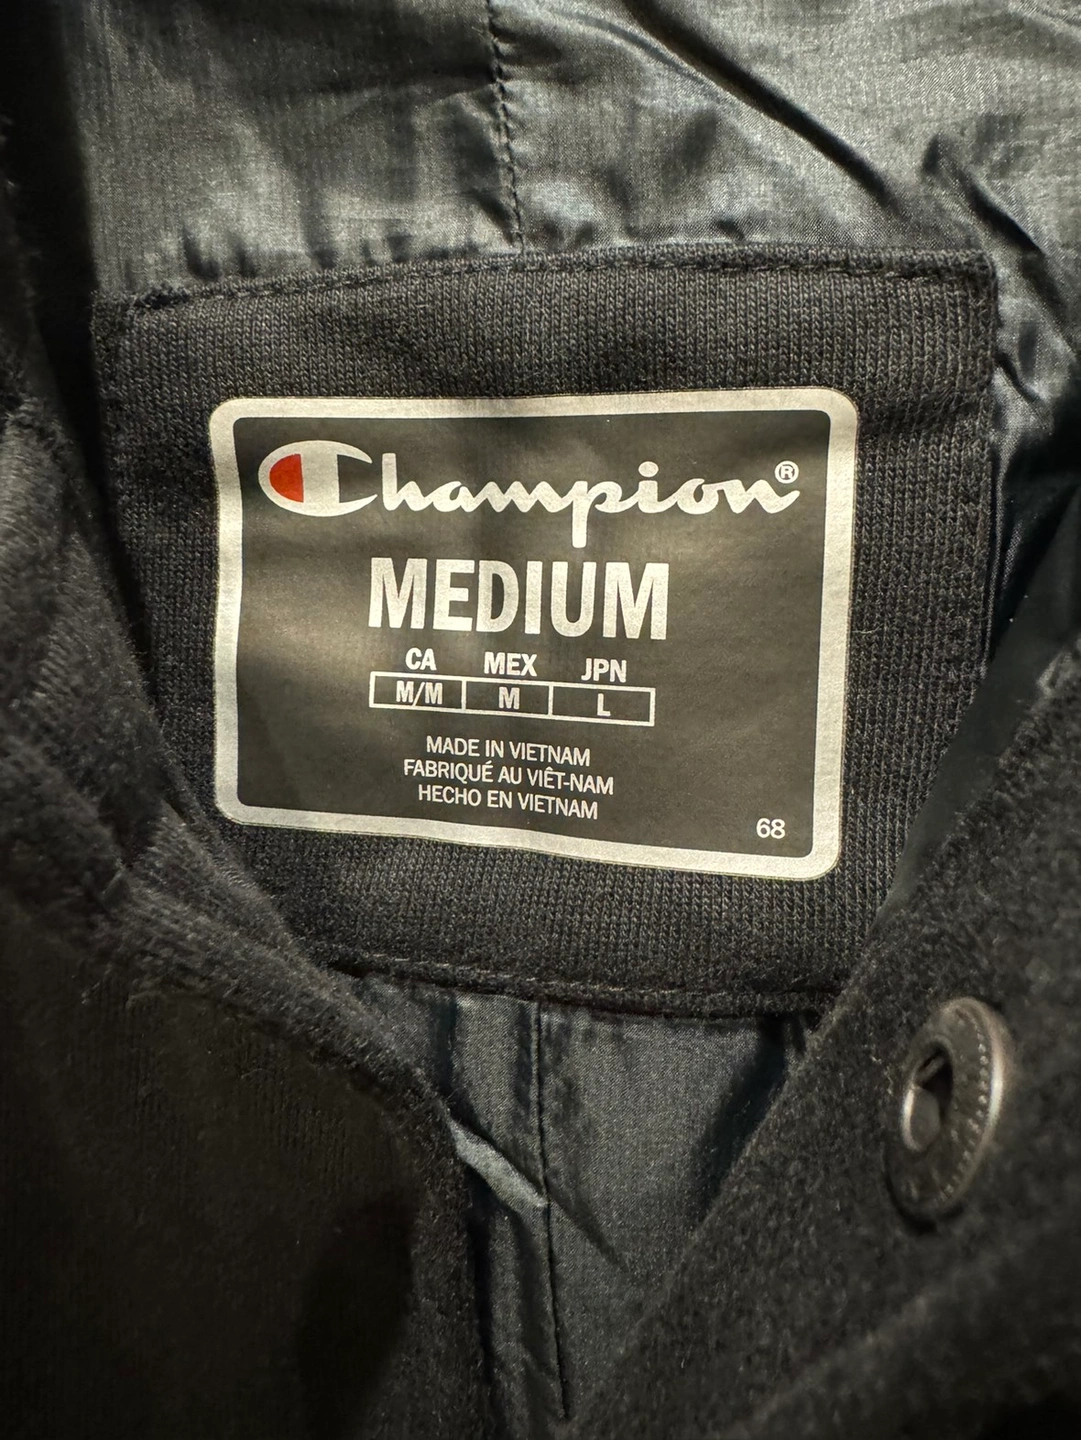 Champion®
MEDIUM
CA MEX JPN
M/M M L
MADE IN VIETNAM
FABRIQUÉ AU VIÊT-NAM
HECHO EN VIETNAM
68